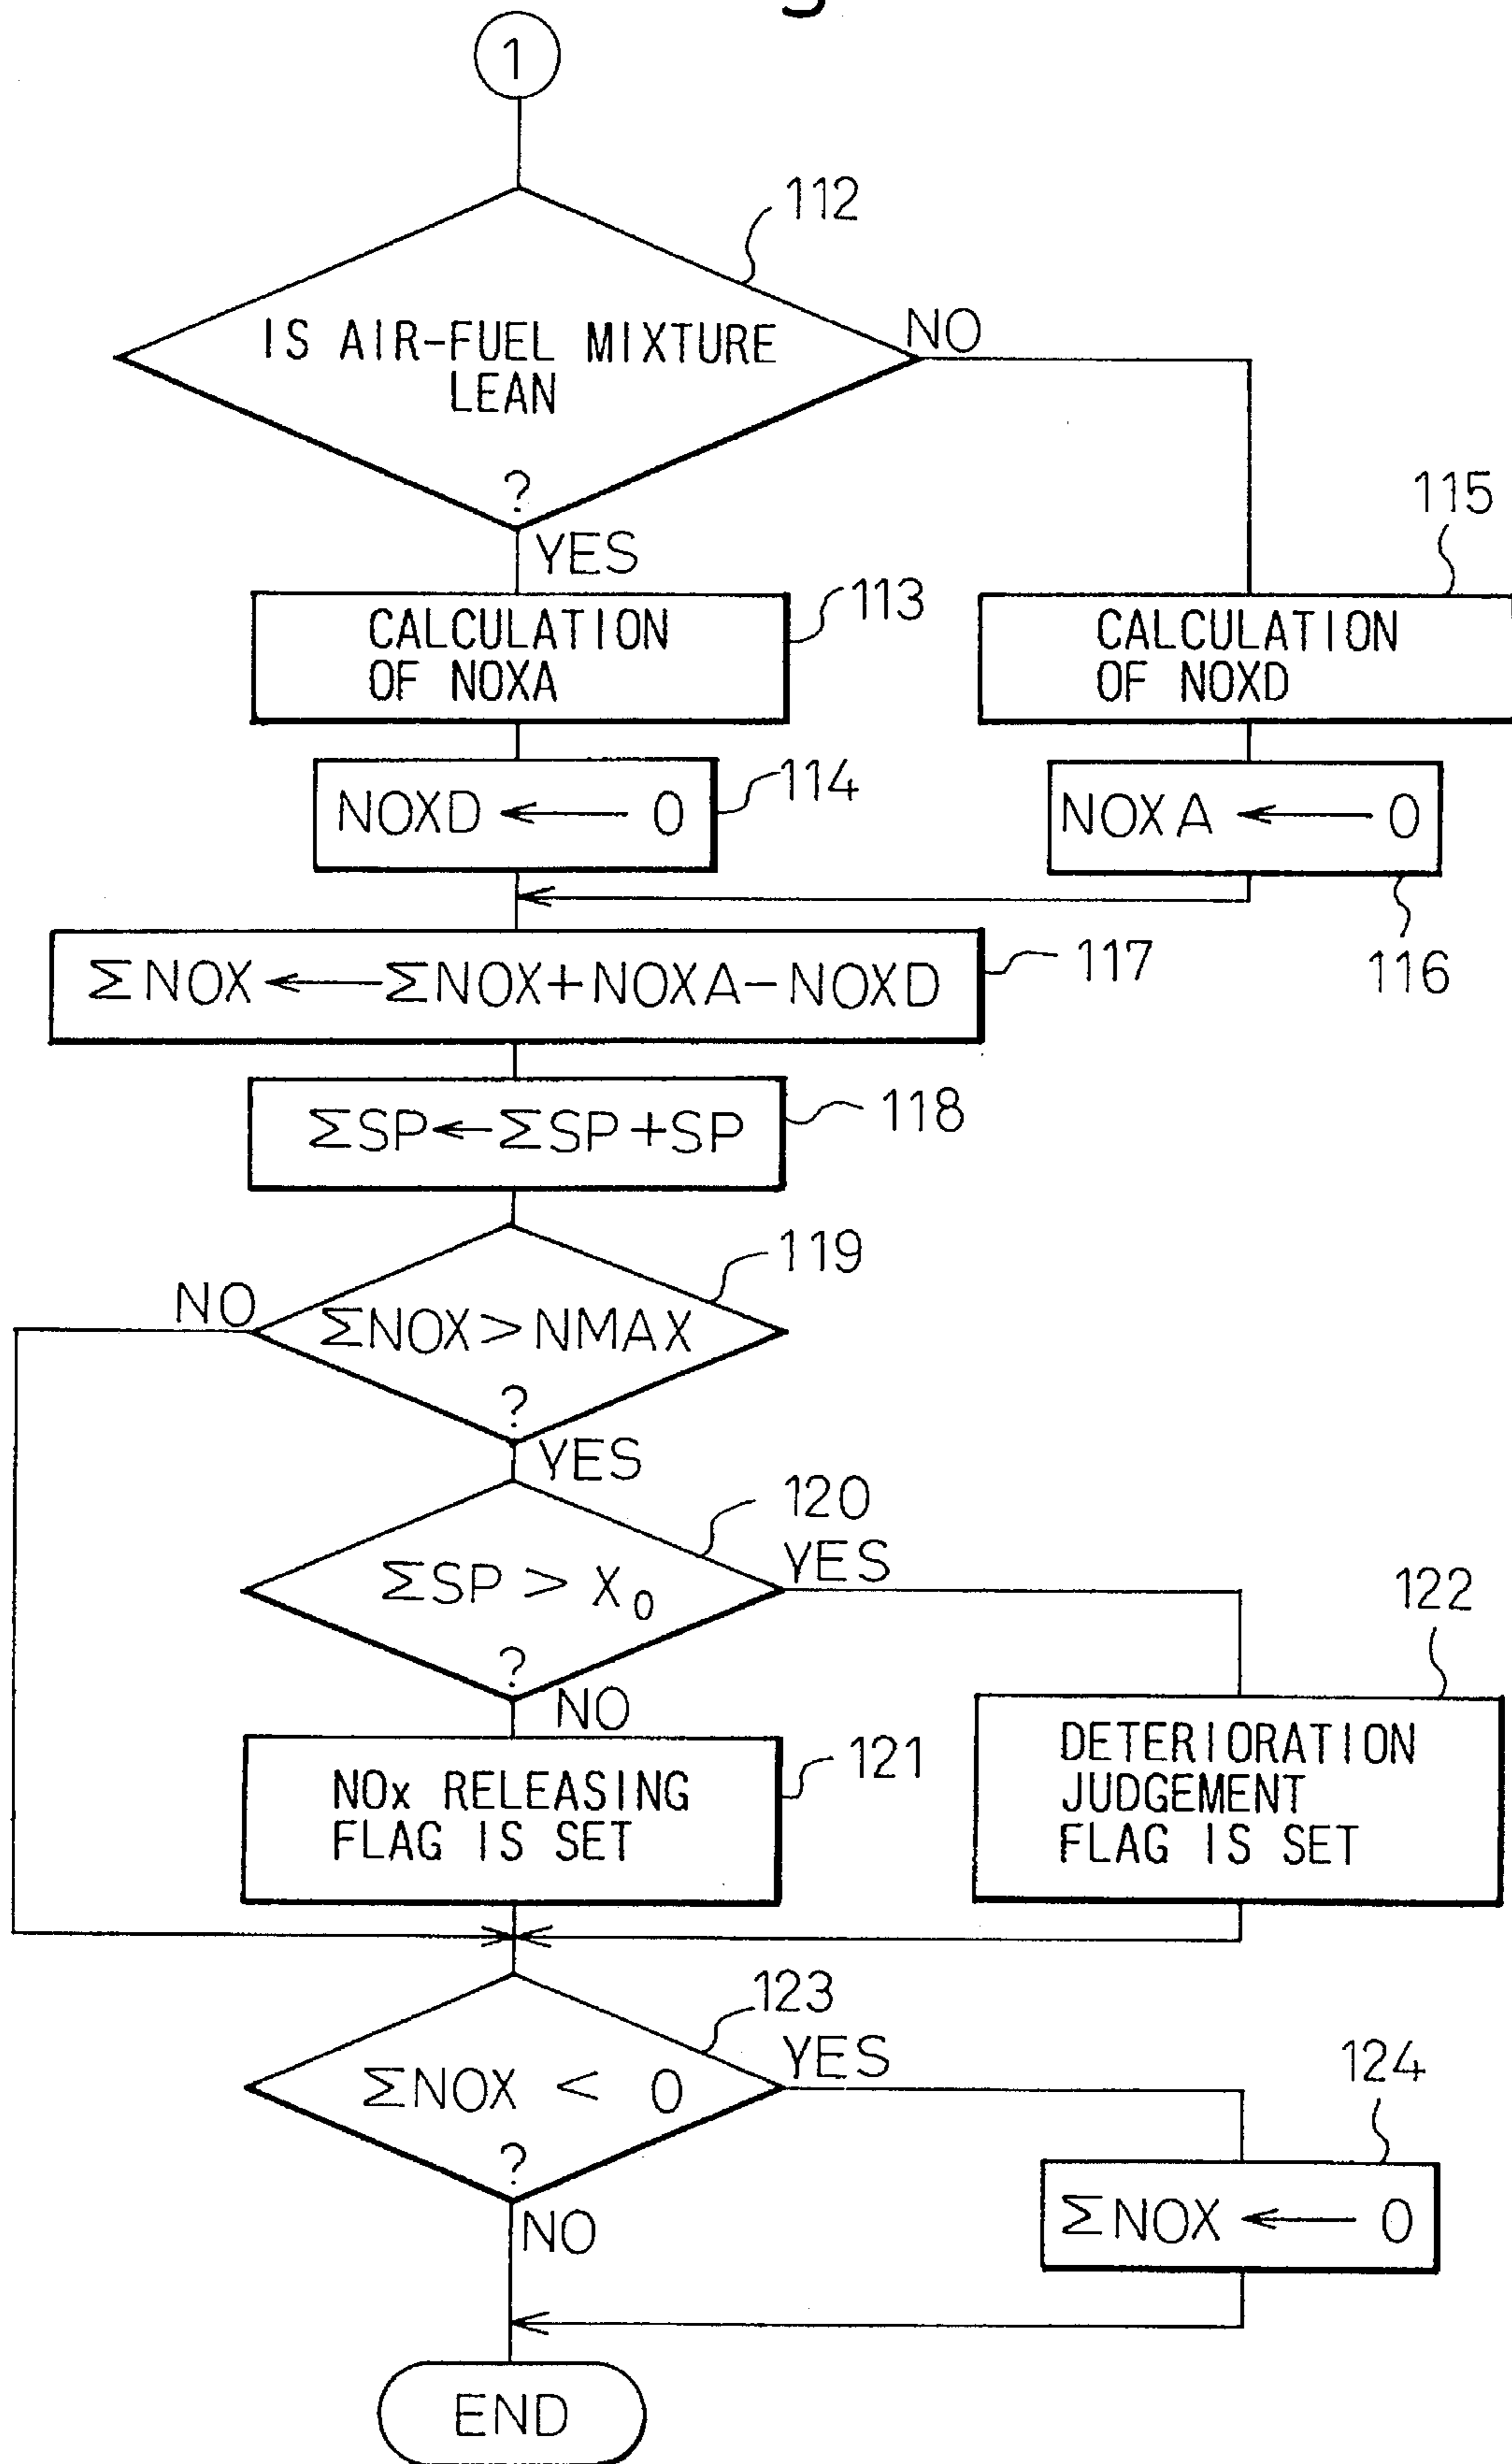 1
112
IS AIR-FUEL MIXTURE
LEAN
?
NO
YES
113
CALCULATION
OF NOXA
115
CALCULATION
OF NOXD
114
NOXD ← 0
NOXA ← 0
116
117
ΣNOX ← ΣNOX+NOXA-NOXD
118
ΣSP ← ΣSP+SP
119
NO
ΣNOX>NMAX
?
YES
120
ΣSP > X₀
?
YES
NO
121
NOx RELEASING
FLAG IS SET
122
DETERIORATION
JUDGEMENT
FLAG IS SET
123
ΣNOX < 0
?
YES
NO
124
ΣNOX ← 0
END